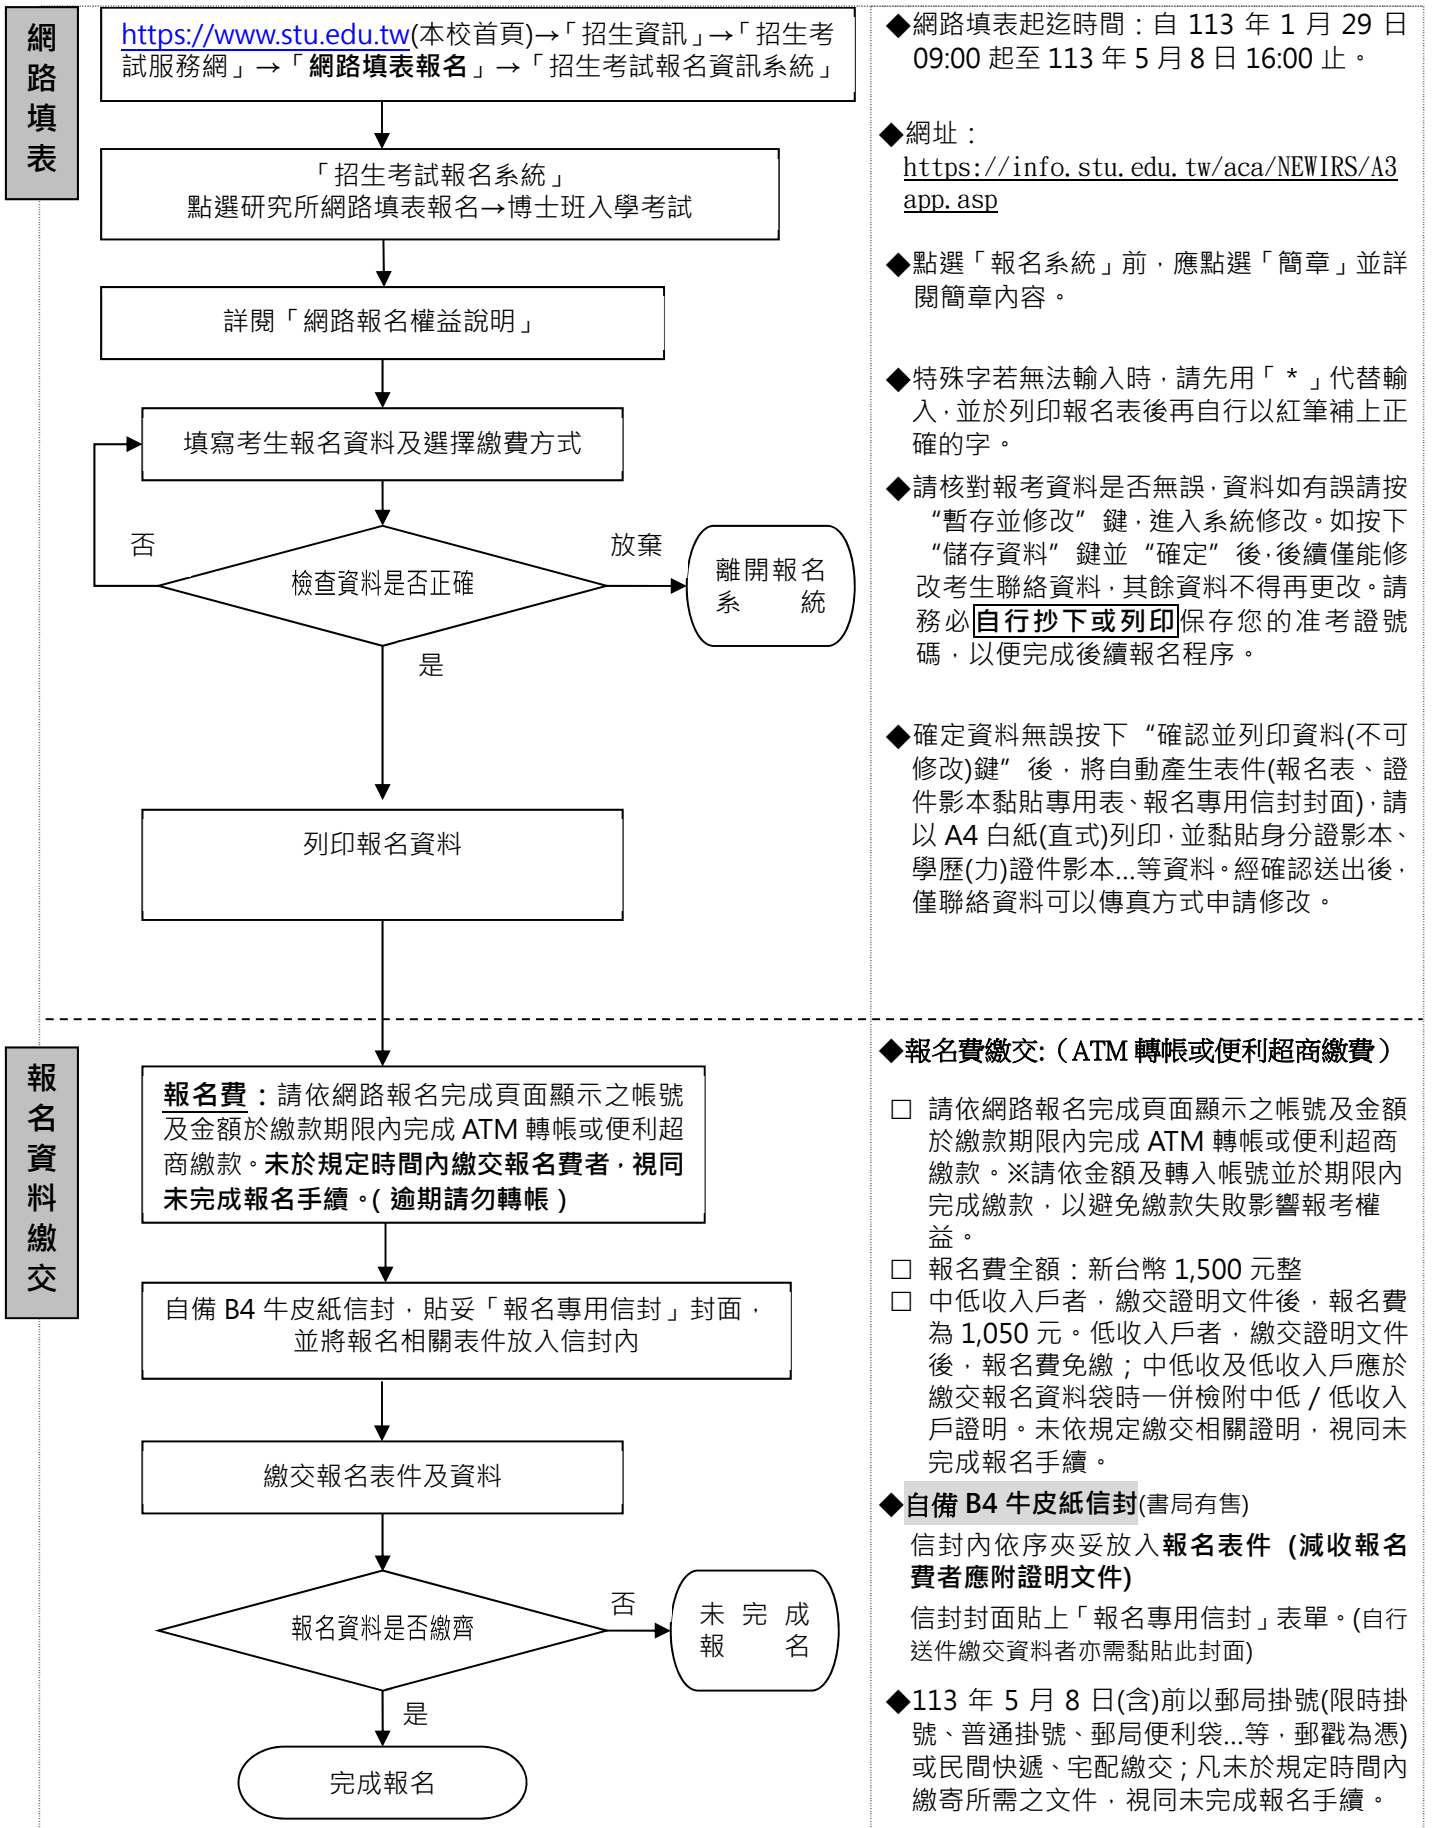 網
路
填
表
https://www.stu.edu.tw(本校首頁)→「招生資訊」→「招生考
試服務網」→「網路填表報名」→「招生考試報名資訊系統」
「招生考試報名系統」
點選研究所網路填表報名→博士班入學考試
詳閱「網路報名權益說明」
填寫考生報名資料及選擇繳費方式
否
檢查資料是否正確
放棄
離開報名
系統
是
列印報名資料
◆網路填表起迄時間：自 113 年 1 月 29 日
09:00 起至 113 年 5 月 8 日 16:00 止。
◆網址：
https://info.stu.edu.tw/aca/NEWIRS/A3
app.asp
◆點選「報名系統」前，應點選「簡章」並詳
閱簡章內容。
◆特殊字若無法輸入時，請先用「*」代替輸
入，並於列印報名表後再自行以紅筆補上正
確的字。
◆請核對報考資料是否無誤，資料如有誤請按
“暫存並修改”鍵，進入系統修改。如按下
“儲存資料”鍵並“確定”後，後續僅能修
改考生聯絡資料，其餘資料不得再更改。請
務必自行抄下或列印保存您的准考證號
碼，以便完成後續報名程序。
◆確定資料無誤按下“確認並列印資料(不可
修改)鍵”後，將自動產生表件(報名表、證
件影本黏貼專用表、報名專用信封封面)，請
以 A4 白紙(直式)列印，並黏貼身分證影本、
學歷(力)證件影本...等資料。經確認送出後，
僅聯絡資料可以傳真方式申請修改。
報
名
資
料
繳
交
報名費：請依網路報名完成頁面顯示之帳號
及金額於繳款期限內完成 ATM 轉帳或便利超
商繳款。未於規定時間內繳交報名費者，視同
未完成報名手續。(逾期請勿轉帳)
自備 B4 牛皮紙信封，貼妥「報名專用信封」封面，
並將報名相關表件放入信封內
繳交報名表件及資料
報名資料是否繳齊
否
未完成
報名
是
完成報名
◆報名費繳交:（ATM 轉帳或便利超商繳費）
□ 請依網路報名完成頁面顯示之帳號及金額
於繳款期限內完成 ATM 轉帳或便利超商
繳款。※請依金額及轉入帳號並於期限內
完成繳款，以避免繳款失敗影響報考權
益。
□ 報名費全額：新台幣 1,500 元整
□ 中低收入戶者，繳交證明文件後，報名費
為 1,050 元。低收入戶者，繳交證明文件
後，報名費免繳；中低收及低收入戶應於
繳交報名資料袋時一併檢附中低 / 低收入
戶證明。未依規定繳交相關證明，視同未
完成報名手續。
◆自備 B4 牛皮紙信封(書局有售)
信封內依序夾妥放入報名表件 (減收報名
費者應附證明文件)
信封封面貼上「報名專用信封」表單。(自行
送件繳交資料者亦需黏貼此封面)
◆113 年 5 月 8 日(含)前以郵局掛號(限時掛
號、普通掛號、郵局便利袋...等，郵戳為憑)
或民間快遞、宅配繳交；凡未於規定時間內
繳寄所需之文件，視同未完成報名手續。